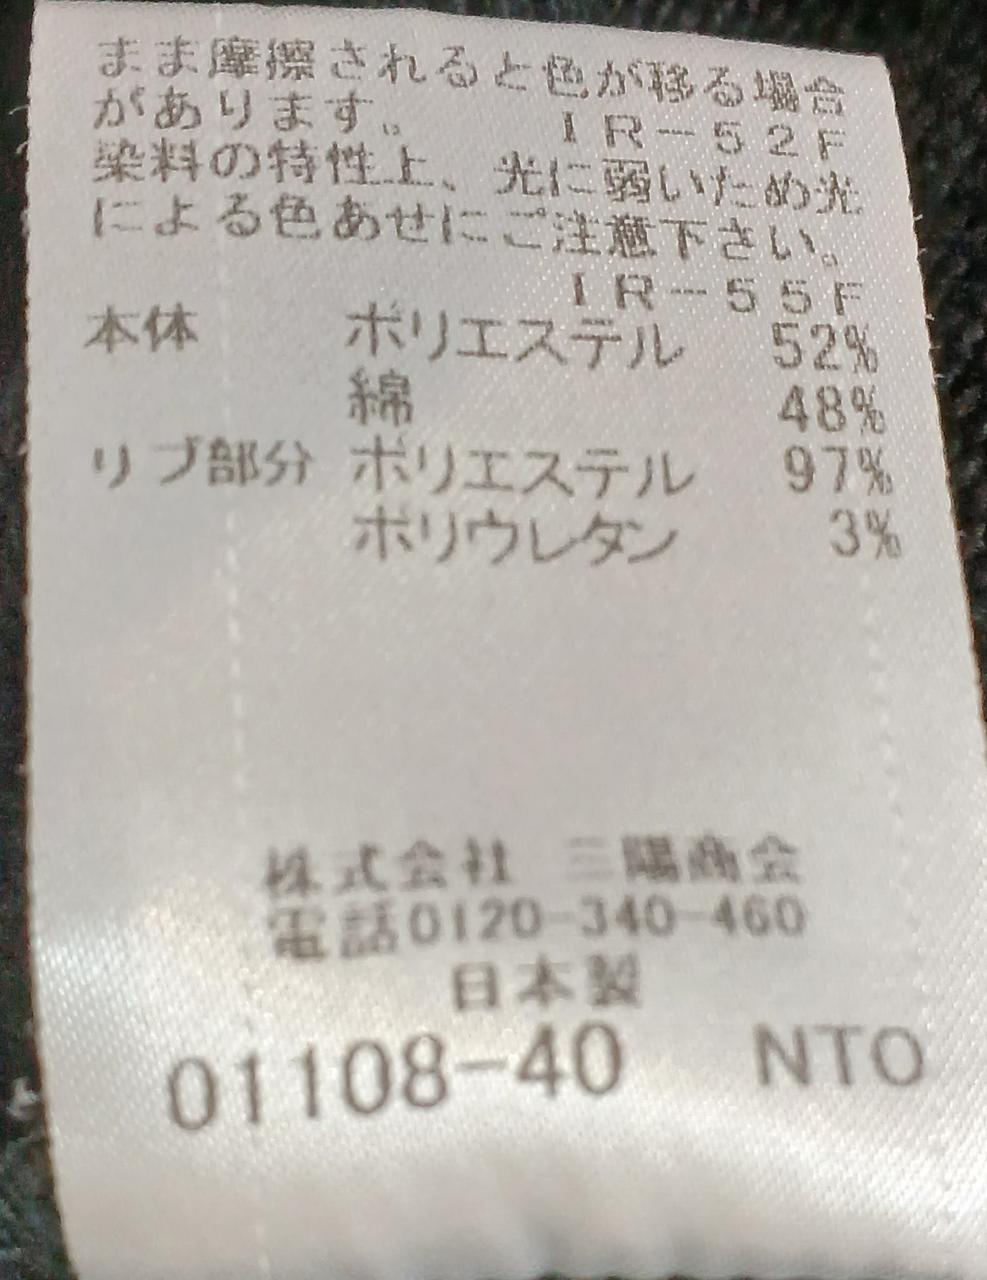 まま摩擦されると色が移る場合
があります。 IR-52F
染料の特性上、光に弱いため光
による色あせにご注意下さい。
IR-55F
本体 ポリエステル 52%
綿 48%
リブ部分 ポリエステル 97%
ポリウレタン 3%
株式会社 三陽商会
電話0120-340-460
日本製
01108-40 NTO